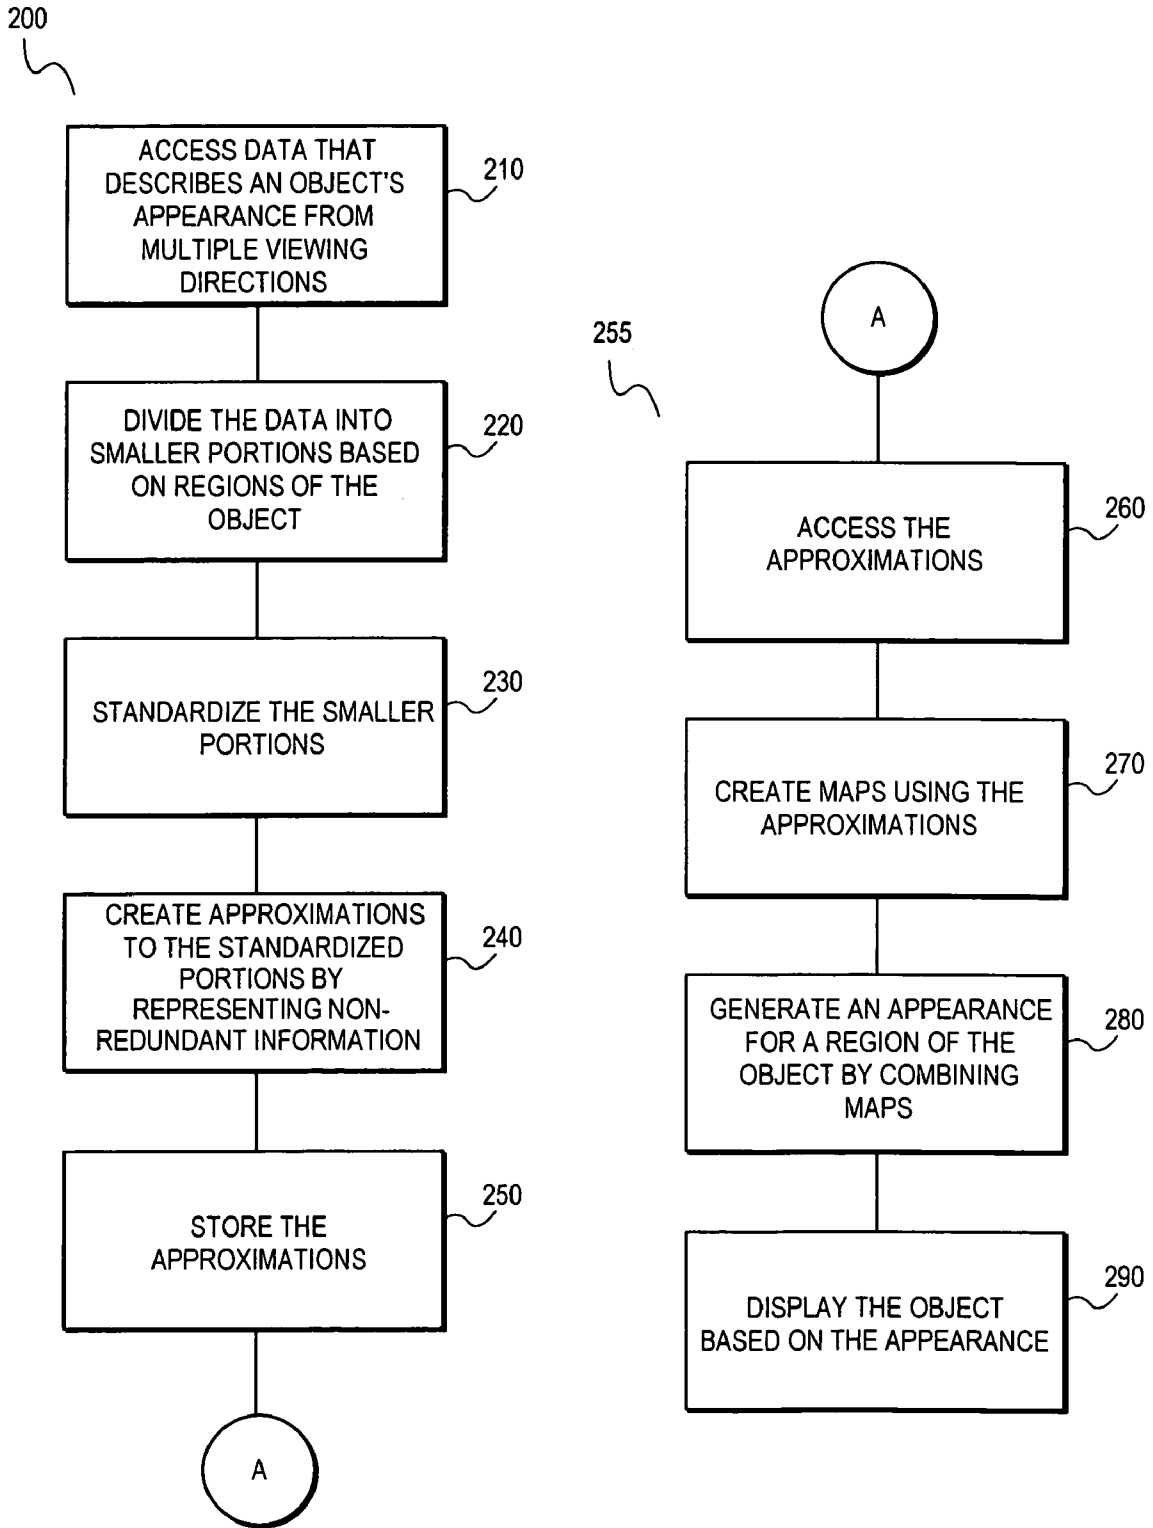 200
ACCESS DATA THAT
DESCRIBES AN OBJECT'S
APPEARANCE FROM
MULTIPLE VIEWING
DIRECTIONS
210
DIVIDE THE DATA INTO
SMALLER PORTIONS BASED
ON REGIONS OF THE
OBJECT
220
STANDARDIZE THE SMALLER
PORTIONS
230
CREATE APPROXIMATIONS
TO THE STANDARDIZED
PORTIONS BY
REPRESENTING NON-
REDUNDANT INFORMATION
240
STORE THE
APPROXIMATIONS
250
A
255
A
ACCESS THE
APPROXIMATIONS
260
CREATE MAPS USING THE
APPROXIMATIONS
270
GENERATE AN APPEARANCE
FOR A REGION OF THE
OBJECT BY COMBINING
MAPS
280
DISPLAY THE OBJECT
BASED ON THE APPEARANCE
290